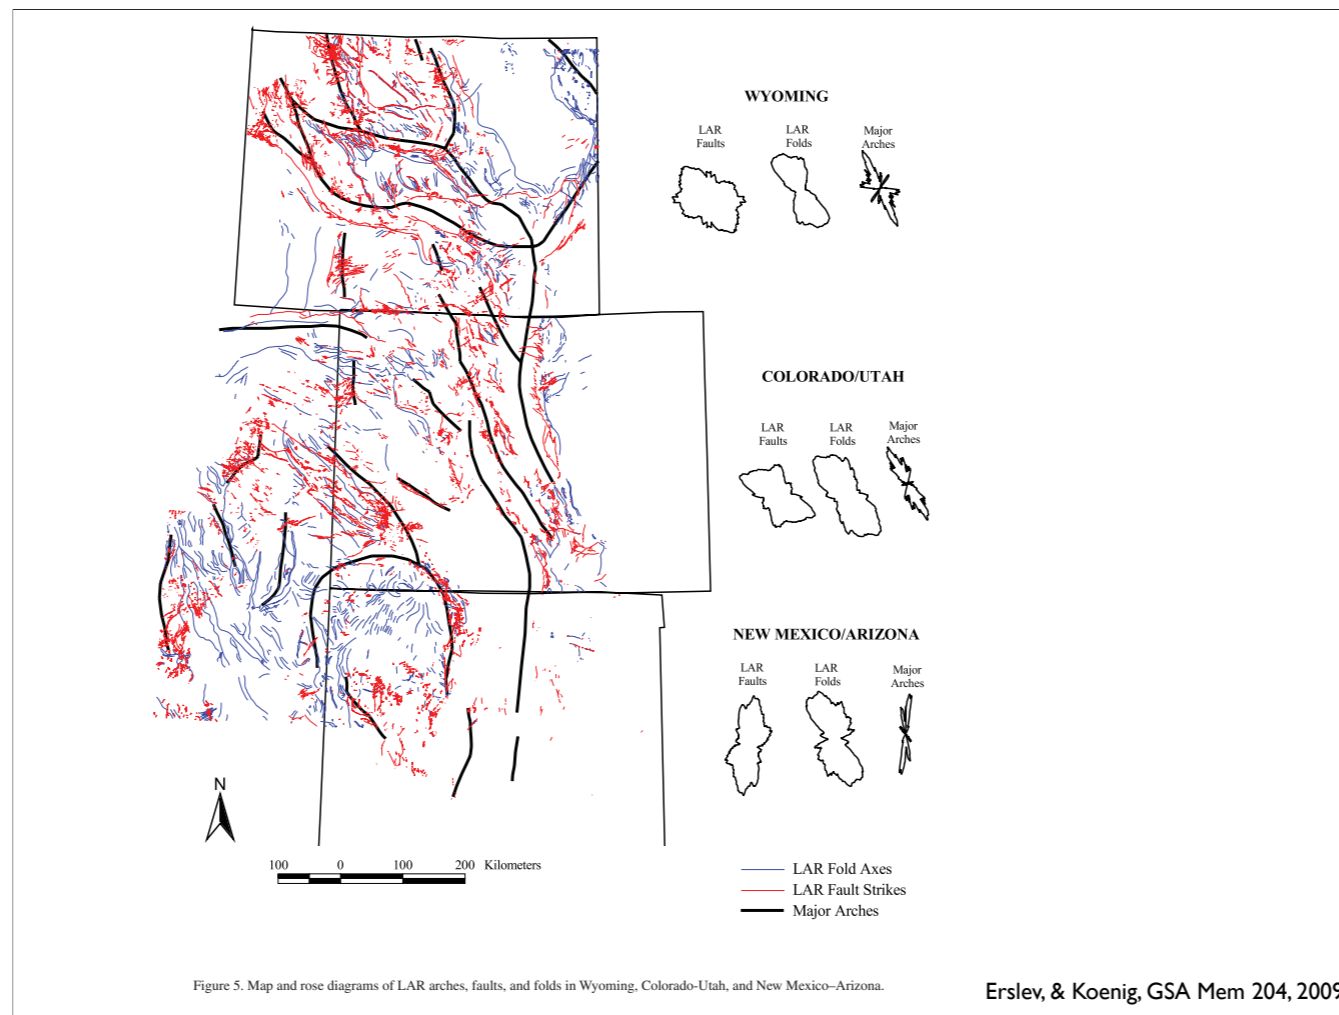 WYOMING
LAR
Faults
LAR
Folds
Major
Arches
COLORADO/UTAH
LAR
Faults
LAR
Folds
Major
Arches
NEW MEXICO/ARIZONA
LAR
Faults
LAR
Folds
Major
Arches
N
100 0 100 200 Kilometers
LAR Fold Axes
LAR Fault Strikes
Major Arches
Figure 5. Map and rose diagrams of LAR arches, faults, and folds in Wyoming, Colorado-Utah, and New Mexico–Arizona.
Erslev, & Koenig, GSA Mem 204, 2009